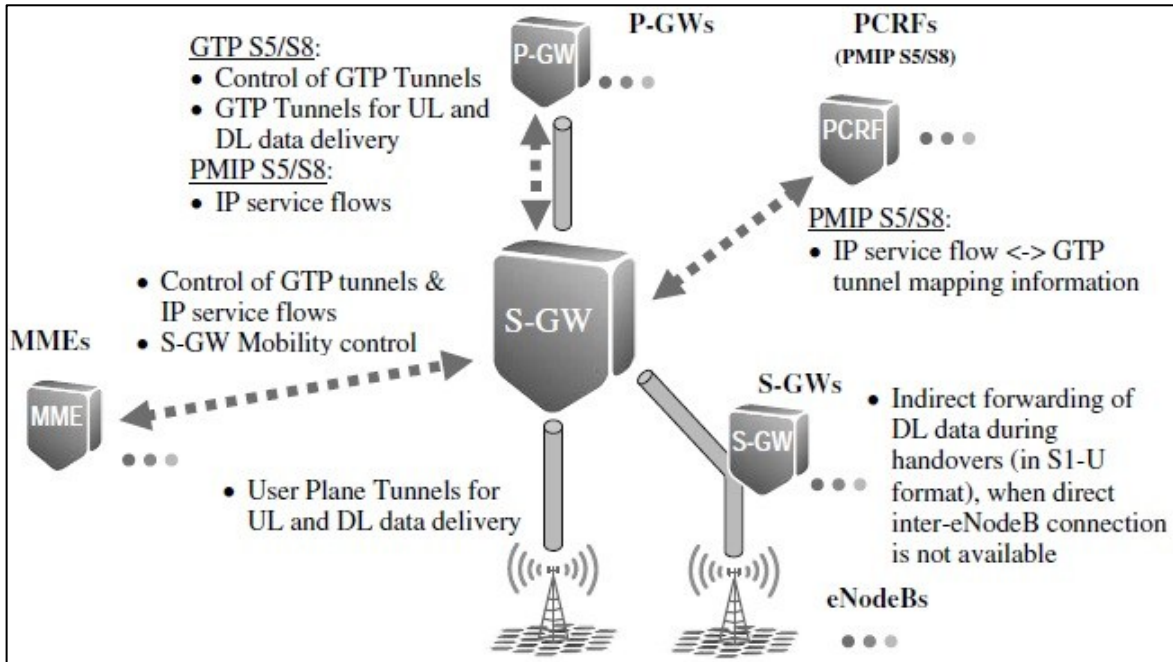 P-GWs
P-GW
GTP S5/S8:
• Control of GTP Tunnels
• GTP Tunnels for UL and
DL data delivery
PMIP S5/S8:
• IP service flows
PCRFs
(PMIP S5/S8)
PCRF
PMIP S5/S8:
• IP service flow <-> GTP
tunnel mapping information
• Control of GTP tunnels &
IP service flows
• S-GW Mobility control
S-GW
MMEs
MME
• User Plane Tunnels for
UL and DL data delivery
S-GWs
S-GW
• Indirect forwarding of
DL data during
handovers (in S1-U
format), when direct
inter-eNodeB connection
is not available
eNodeBs